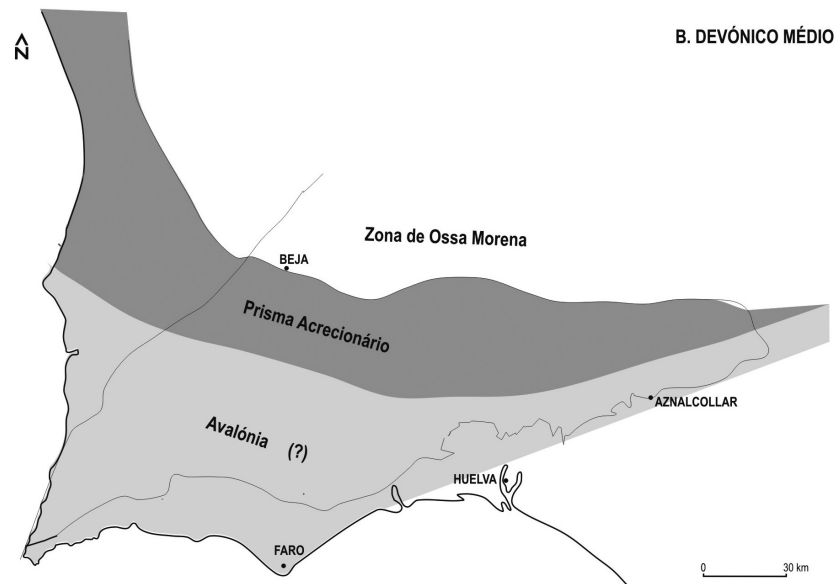 N
B. DEVÓNICO MÉDIO
Zona de Ossa Morena
BEJA
Prisma Acrecionário
AZNALCOLLAR
Avalónia (?)
HUELVA
FARO
0 30 km